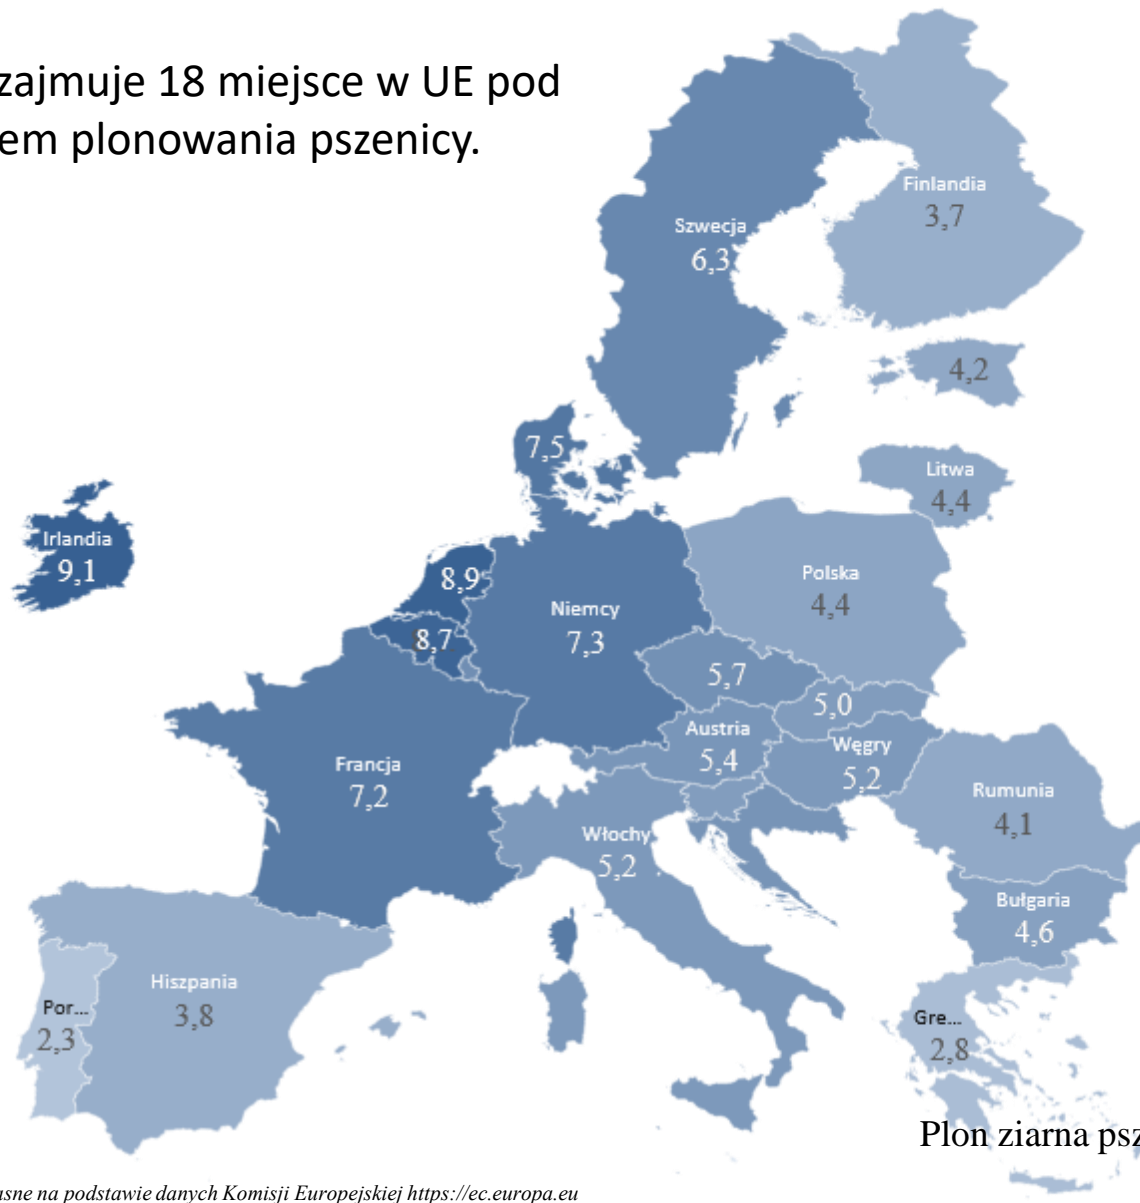 zajmuje 18 miejsce w UE pod
em plonowania pszenicy.
Finlandia
3,7
Szwecja
6,3
4,2
7,5
Litwa
4,4
Irlandia
9,1
8,9
Polska
4,4
Niemcy
7,3
8,7
5,7
5,0
Austria
5,4
Węgry
5,2
Francja
7,2
Rumunia
4,1
Włochy
5,2
Bułgaria
4,6
Hiszpania
3,8
Por...
2,3
Gre...
2,8
Plon ziarna psz
asne na podstawie danych Komisji Europejskiej https://ec.europa.eu